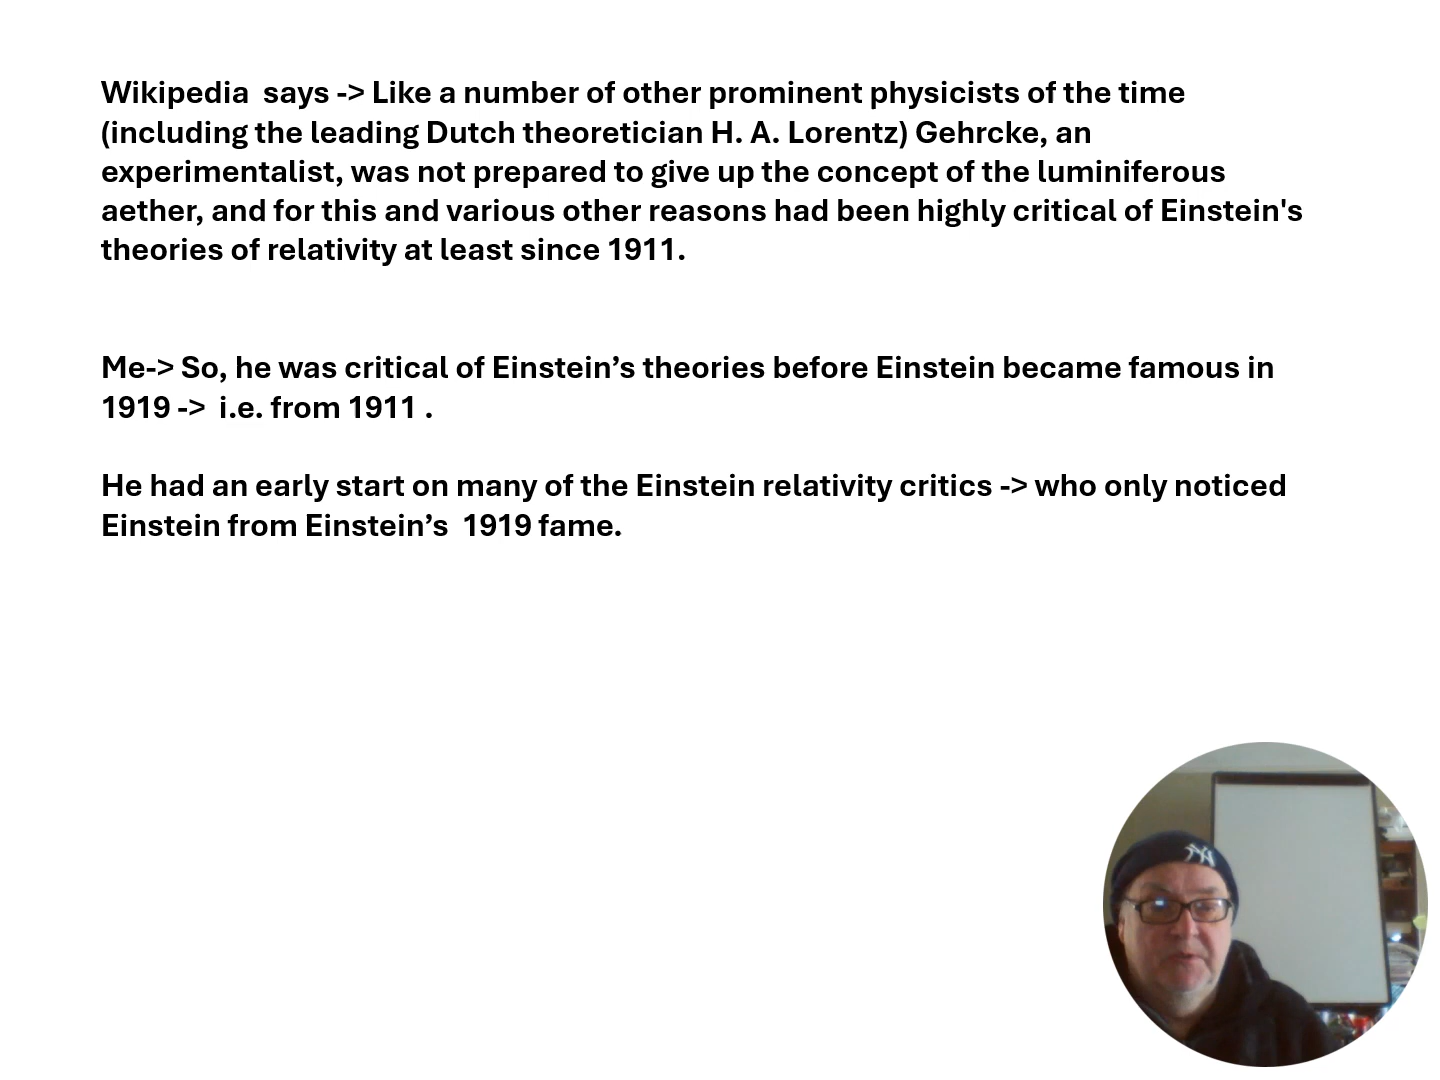 Wikipedia  says -> Like a number of other prominent physicists of the time
(including the leading Dutch theoretician H. A. Lorentz) Gehrcke, an
experimentalist, was not prepared to give up the concept of the luminiferous
aether, and for this and various other reasons had been highly critical of Einstein's
theories of relativity at least since 1911.
Me-> So, he was critical of Einstein’s theories before Einstein became famous in
1919 ->  i.e. from 1911 .
He had an early start on many of the Einstein relativity critics -> who only noticed
Einstein from Einstein’s  1919 fame.
NY